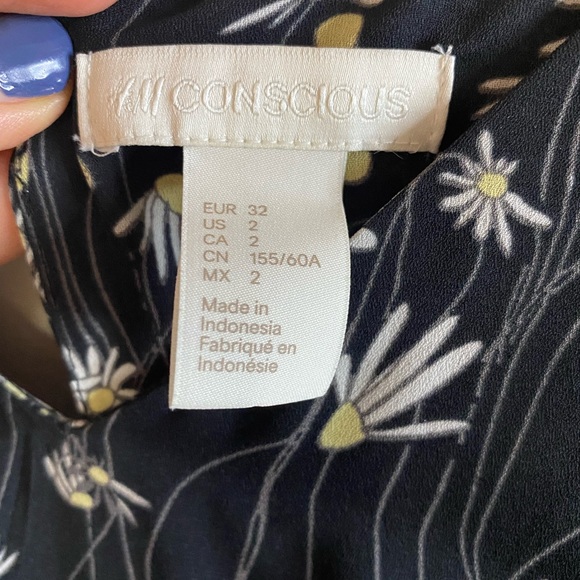 CONSCIOUS
EUR 32
US 2
CA 2
CN 155/60A
MX 2
Made in
Indonesia
Fabriqué en
Indonésie